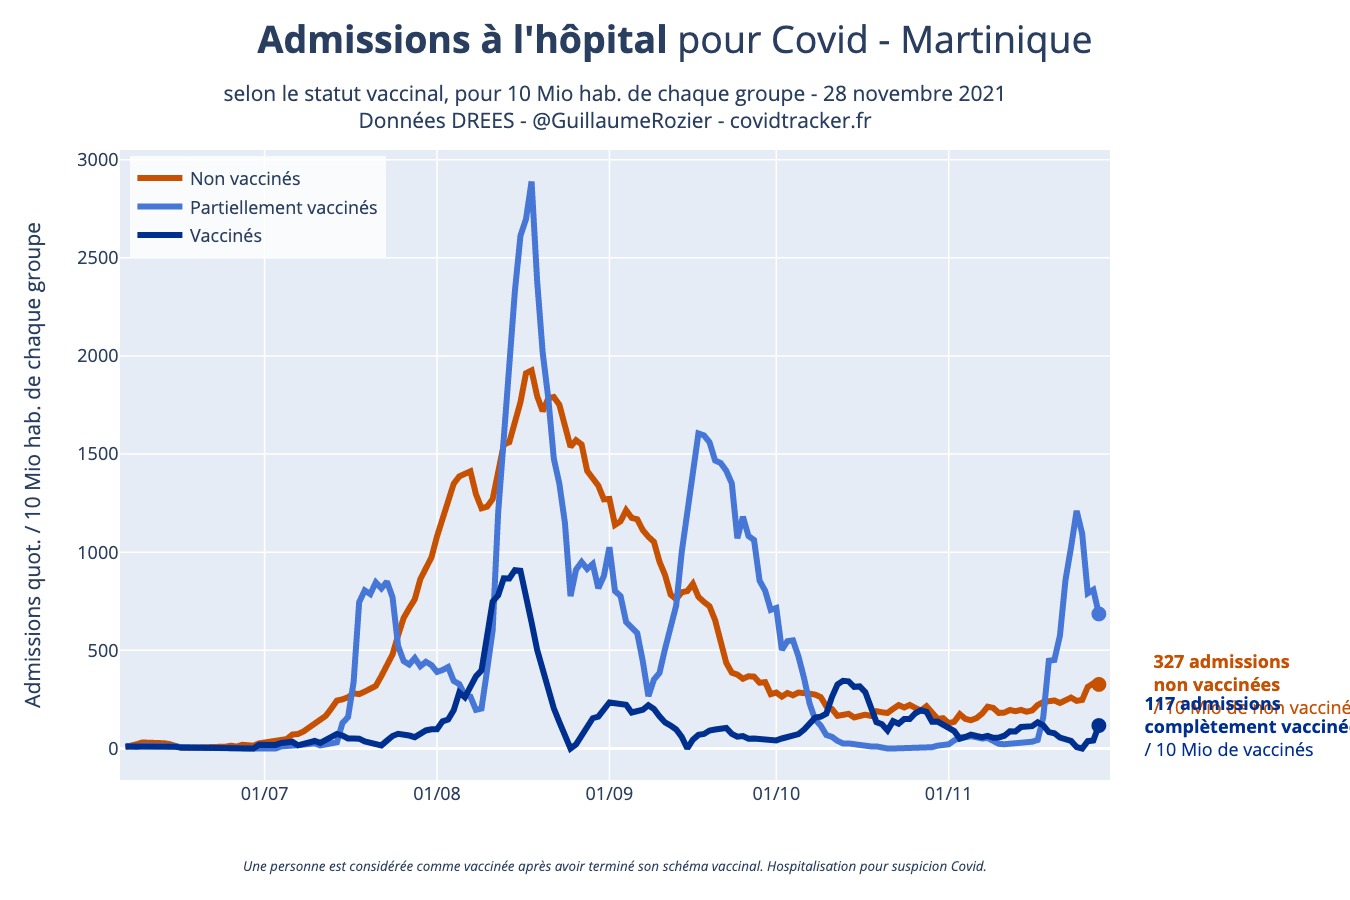 Admissions à l'hôpital pour Covid - Martinique
selon le statut vaccinal, pour 10 Mio hab. de chaque groupe - 28 novembre 2021
Données DREES - @GuillaumeRozier - covidtracker.fr
Admissions quot. / 10 Mio hab. de chaque groupe
3000
2500
2000
1500
1000
500
0
Non vaccinés
Partiellement vaccinés
Vaccinés
01/07
01/08
01/09
01/10
01/11
327 admissions
non vaccinées
/ 10 Mio de non vacciné
117 admissions
complètement vacciné
/ 10 Mio de vaccinés
Une personne est considérée comme vaccinée après avoir terminé son schéma vaccinal. Hospitalisation pour suspicion Covid.